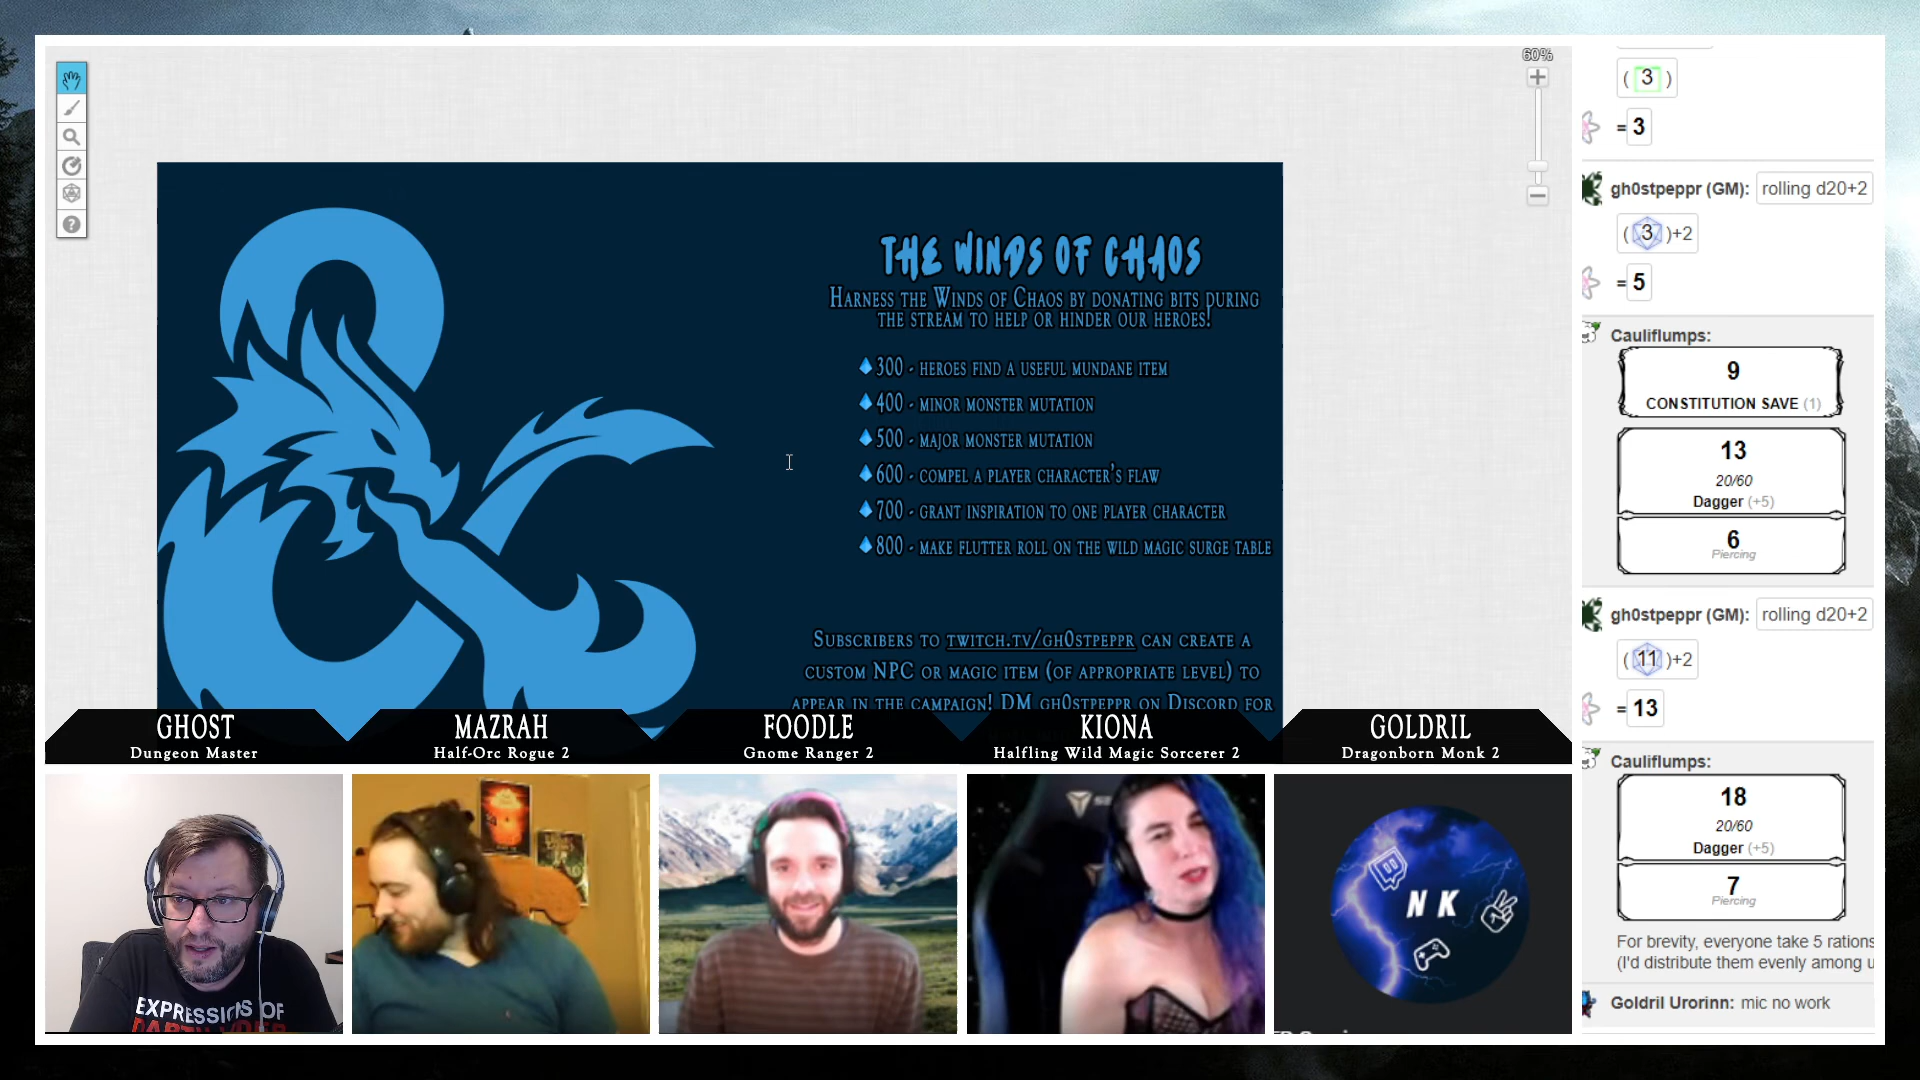 60%
THE WINDS OF CHAOS
HARNESS THE WINDS OF CHAOS BY DONATING BITS DURING
THE STREAM TO HELP OR HINDER OUR HEROES!
300 - HEROES FIND A USEFUL MUNDANE ITEM
400 - MINOR MONSTER MUTATION
500 - MAJOR MONSTER MUTATION
600 - COMPEL A PLAYER CHARACTER'S FLAW
700 - GRANT INSPIRATION TO ONE PLAYER CHARACTER
800 - MAKE FLUTTER ROLL ON THE WILD MAGIC SURGE TABLE
SUBSCRIBERS TO TWITCH.TV/GH0STPEPPR CAN CREATE A
CUSTOM NPC OR MAGIC ITEM (OF APPROPRIATE LEVEL) TO
APPEAR IN THE CAMPAIGN! DM GH0STPEPPR ON DISCORD FOR
GHOST
Dungeon Master
MAZRAH
Half-Orc Rogue 2
FOODLE
Gnome Ranger 2
KIONA
Halfling Wild Magic Sorcerer 2
GOLDRIL
Dragonborn Monk 2
EXPRESSIONS OF
DARTH VADER
N K
(3)
=3
gh0stpeppr (GM): rolling d20+2
(3)+2
=5
Cauliflumps:
9
CONSTITUTION SAVE (1)
13
20/60
Dagger (+5)
6
Piercing
gh0stpeppr (GM): rolling d20+2
(11)+2
=13
Cauliflumps:
18
20/60
Dagger (+5)
7
Piercing
For brevity, everyone take 5 rations
(I'd distribute them evenly among u
Goldril Urorinn: mic no work